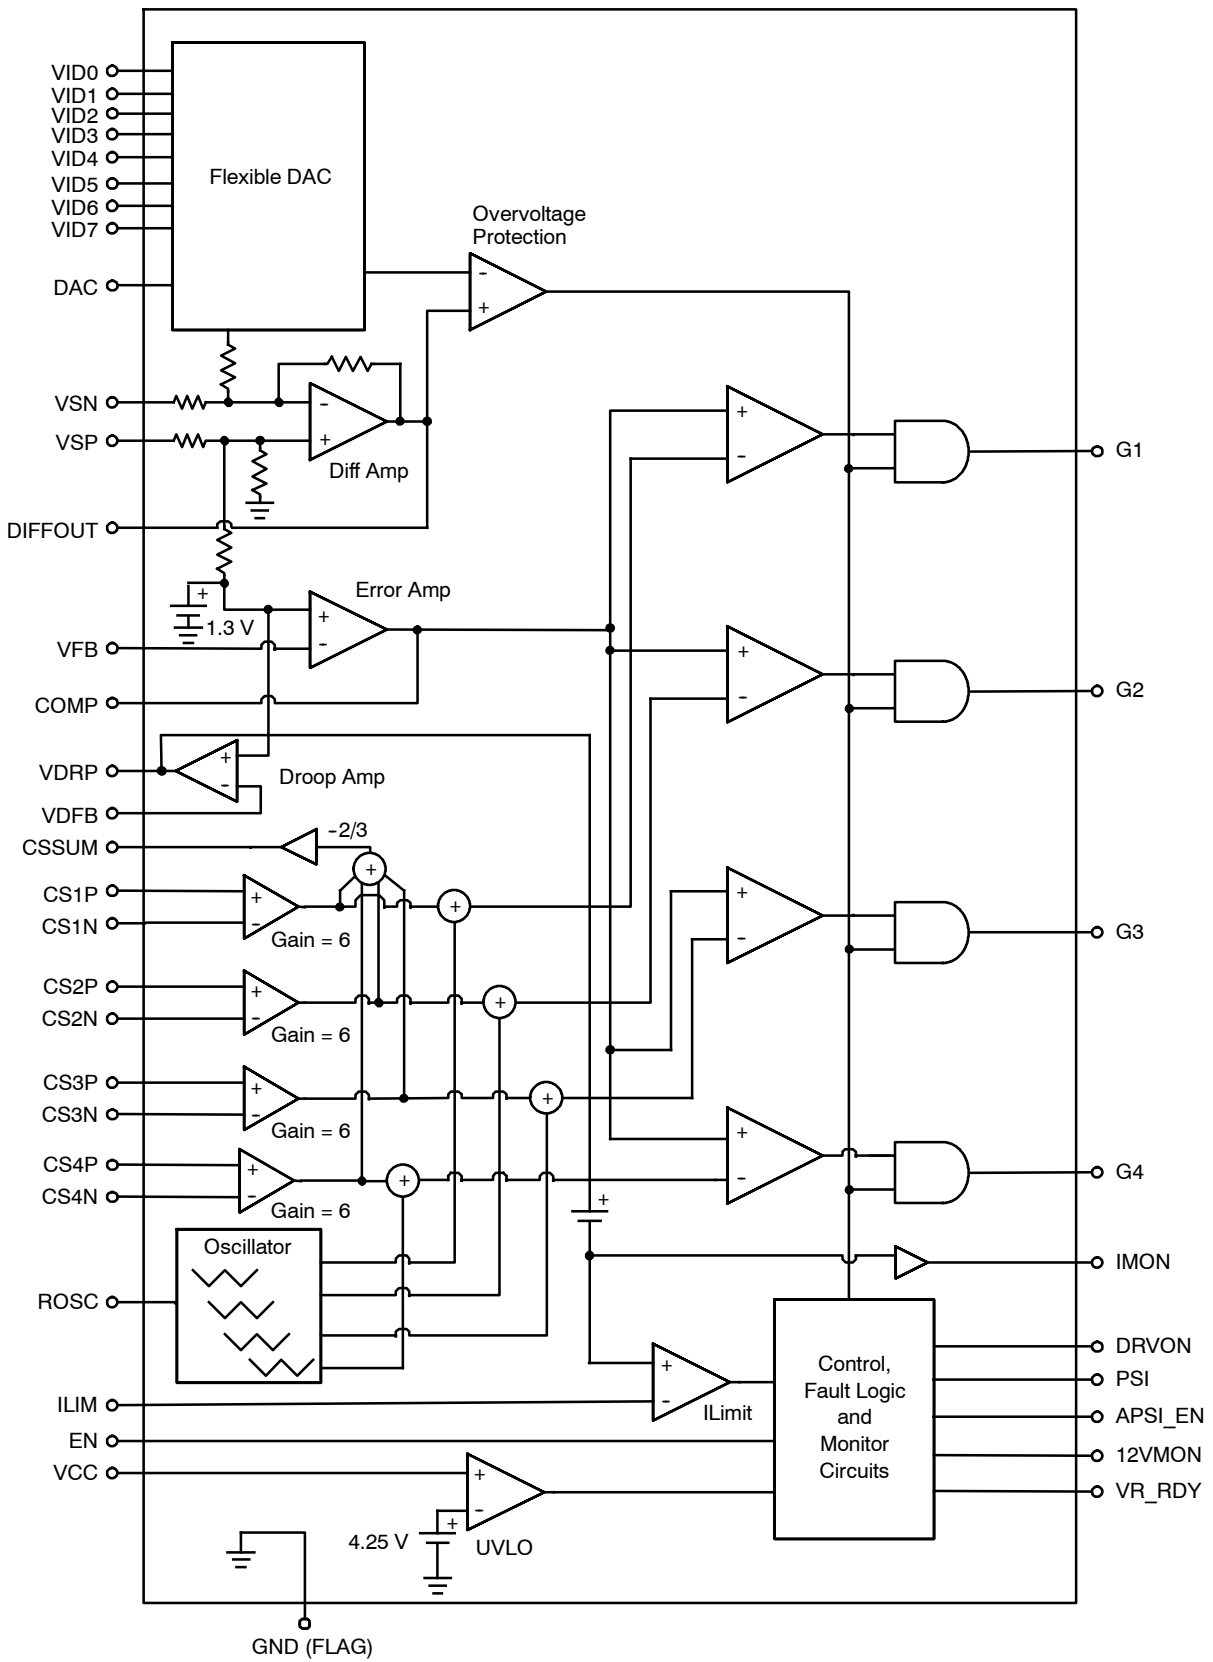 VID0
VID1
VID2
VID3
VID4
VID5
VID6
VID7
DAC
Flexible DAC
Overvoltage
Protection
-
+
VSN
VSP
-
+
Diff Amp
DIFFOUT
+
1.3 V
Error Amp
+
-
VFB
COMP
VDRP
VDFB
+
-
Droop Amp
CSSUM
-2/3
+
CS1P
CS1N
+
-
Gain = 6
+
CS2P
CS2N
+
-
Gain = 6
+
CS3P
CS3N
+
-
Gain = 6
+
CS4P
CS4N
+
-
Gain = 6
+
Oscillator
ROSC
ILIM
EN
VCC
+
-
G1
+
-
G2
+
-
G3
+
-
G4
+
IMON
+
-
ILimit
Control,
Fault Logic
and
Monitor
Circuits
DRVON
PSI
APSI_EN
12VMON
VR_RDY
+
-
+
4.25 V
UVLO
GND (FLAG)